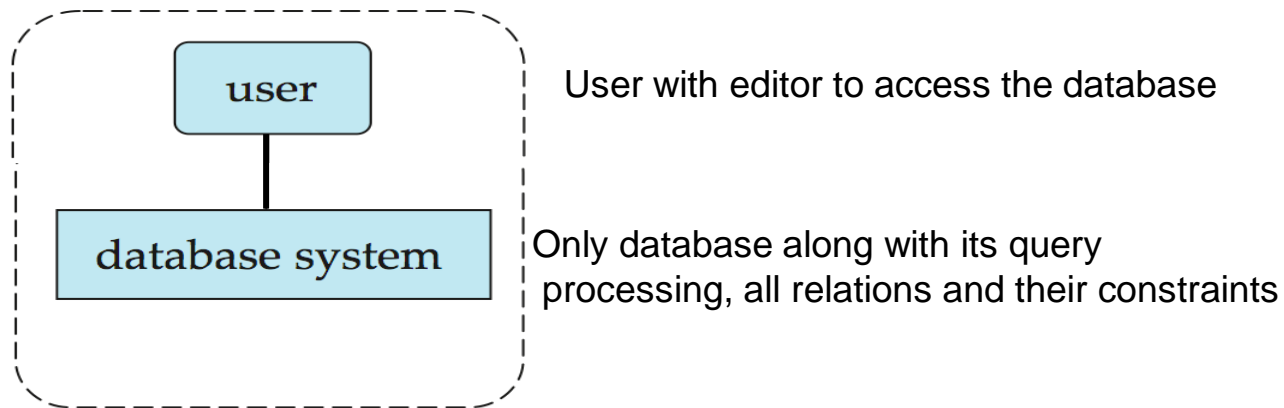 user
User with editor to access the database
database system
Only database along with its query
processing, all relations and their constraints